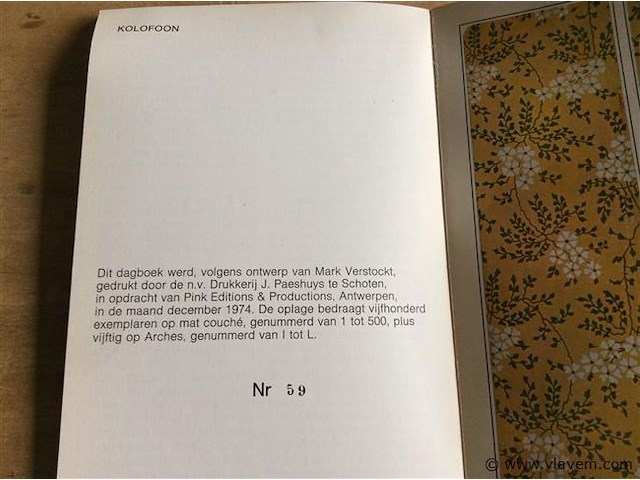 KOLOFOON
Dit dagboek werd, volgens ontwerp van Mark Verstockt,
gedrukt door de n.v. Drukkerij J. Paeshuys te Schoten,
in opdracht van Pink Editions & Productions, Antwerpen,
in de maand december 1974. De oplage bedraagt vijfhonderd
exemplaren op mat couché, genummerd van 1 tot 500, plus
vijftig op Arches, genummerd van I tot L.
Nr 59
© www.vlavem.com